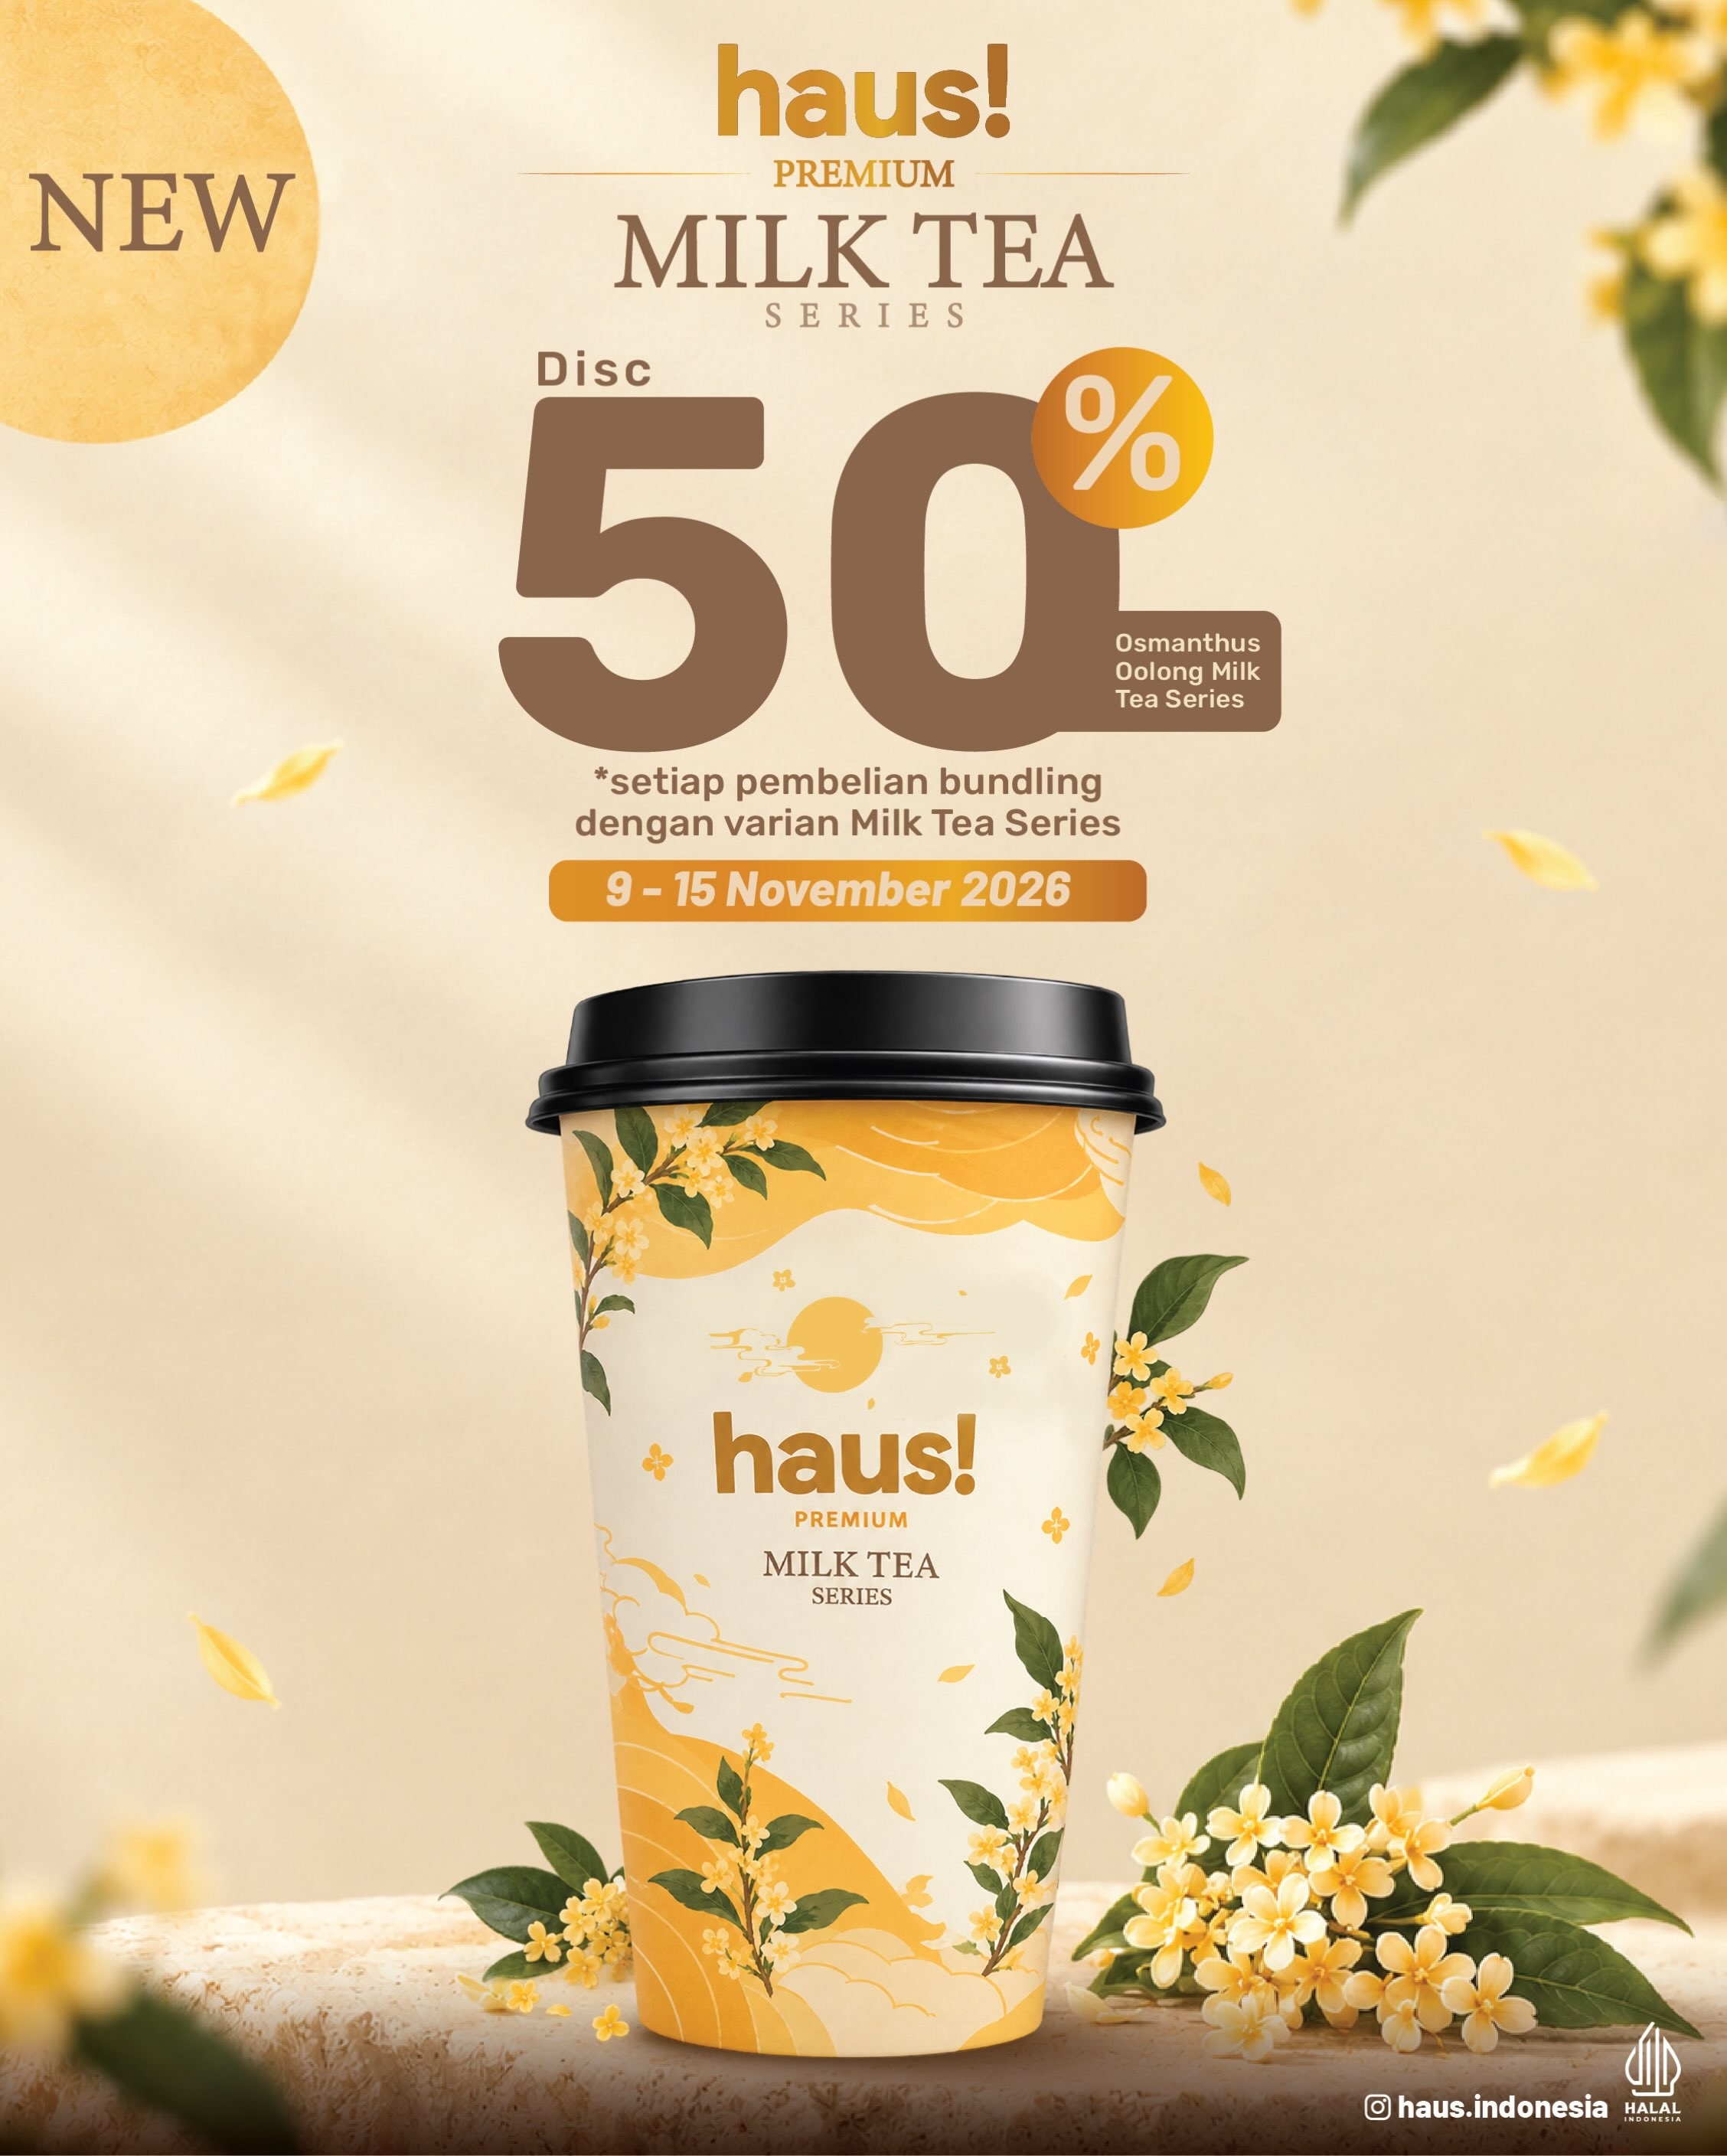 NEW
haus!
PREMIUM
MILK TEA
SERIES
Disc
50%
Osmanthus
Oolong Milk
Tea Series
*setiap pembelian bundling
dengan varian Milk Tea Series
9 - 15 November 2026
haus!
PREMIUM
MILK TEA
SERIES
haus.indonesia
HALAL
INDONESIA